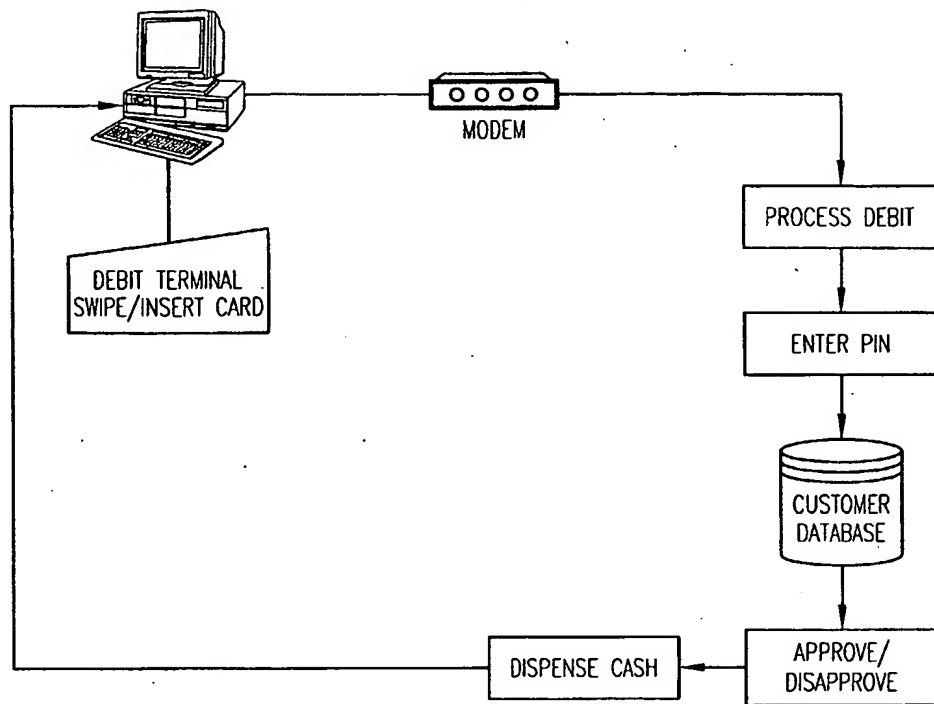 MODEM
PROCESS DEBIT
DEBIT TERMINAL
SWIPE/INSERT CARD
ENTER PIN
CUSTOMER
DATABASE
DISPENSE CASH
APPROVE/
DISAPPROVE